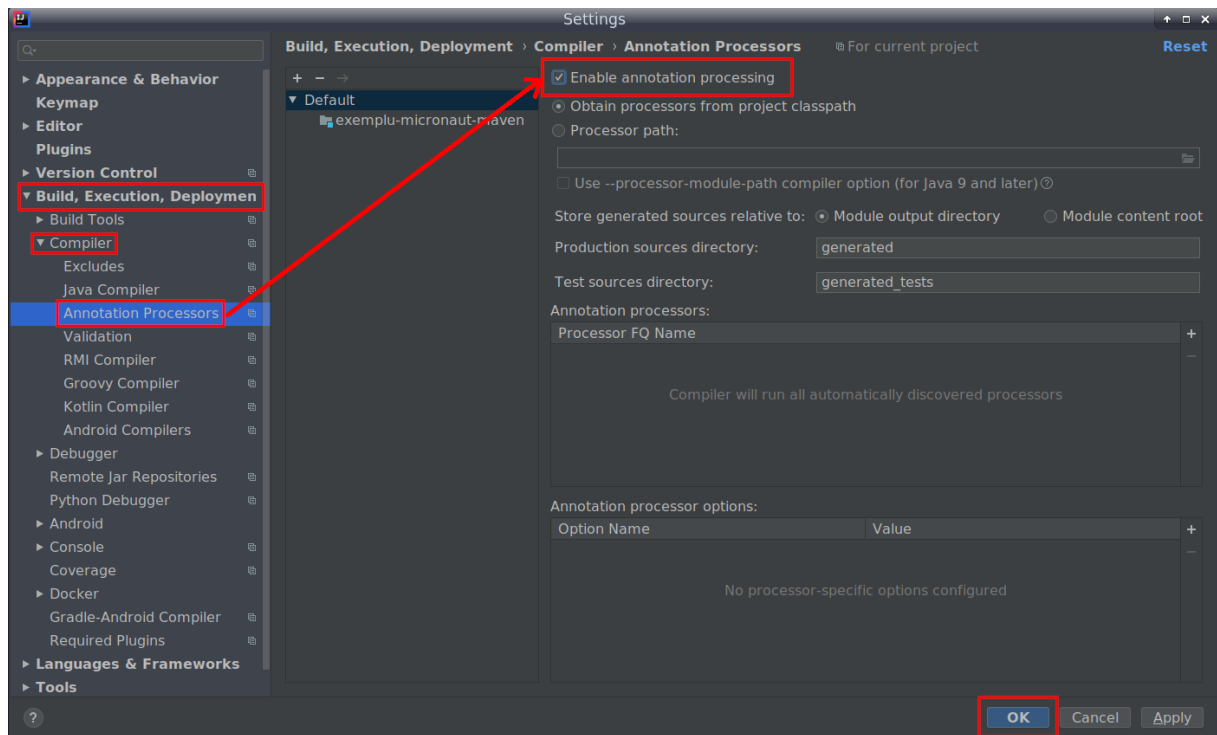 Settings
Appearance & Behavior
Keymap
Editor
Plugins
Version Control
Build, Execution, Deploymen
Build Tools
Compiler
Excludes
Java Compiler
Annotation Processors
Validation
RMI Compiler
Groovy Compiler
Kotlin Compiler
Android Compilers
Debugger
Remote Jar Repositories
Python Debugger
Android
Console
Coverage
Docker
Gradle-Android Compiler
Required Plugins
Languages & Frameworks
Tools
?
Build, Execution, Deployment › Compiler › Annotation Processors For current project Reset
Default
exemplu-micronaut-maven
Enable annotation processing
Obtain processors from project classpath
Processor path:
Use --processor-module-path compiler option (for Java 9 and later) ?
Store generated sources relative to: Module output directory Module content root
Production sources directory: generated
Test sources directory: generated_tests
Annotation processors:
Processor FQ Name
Compiler will run all automatically discovered processors
Annotation processor options:
Option Name Value
No processor-specific options configured
OK Cancel Apply